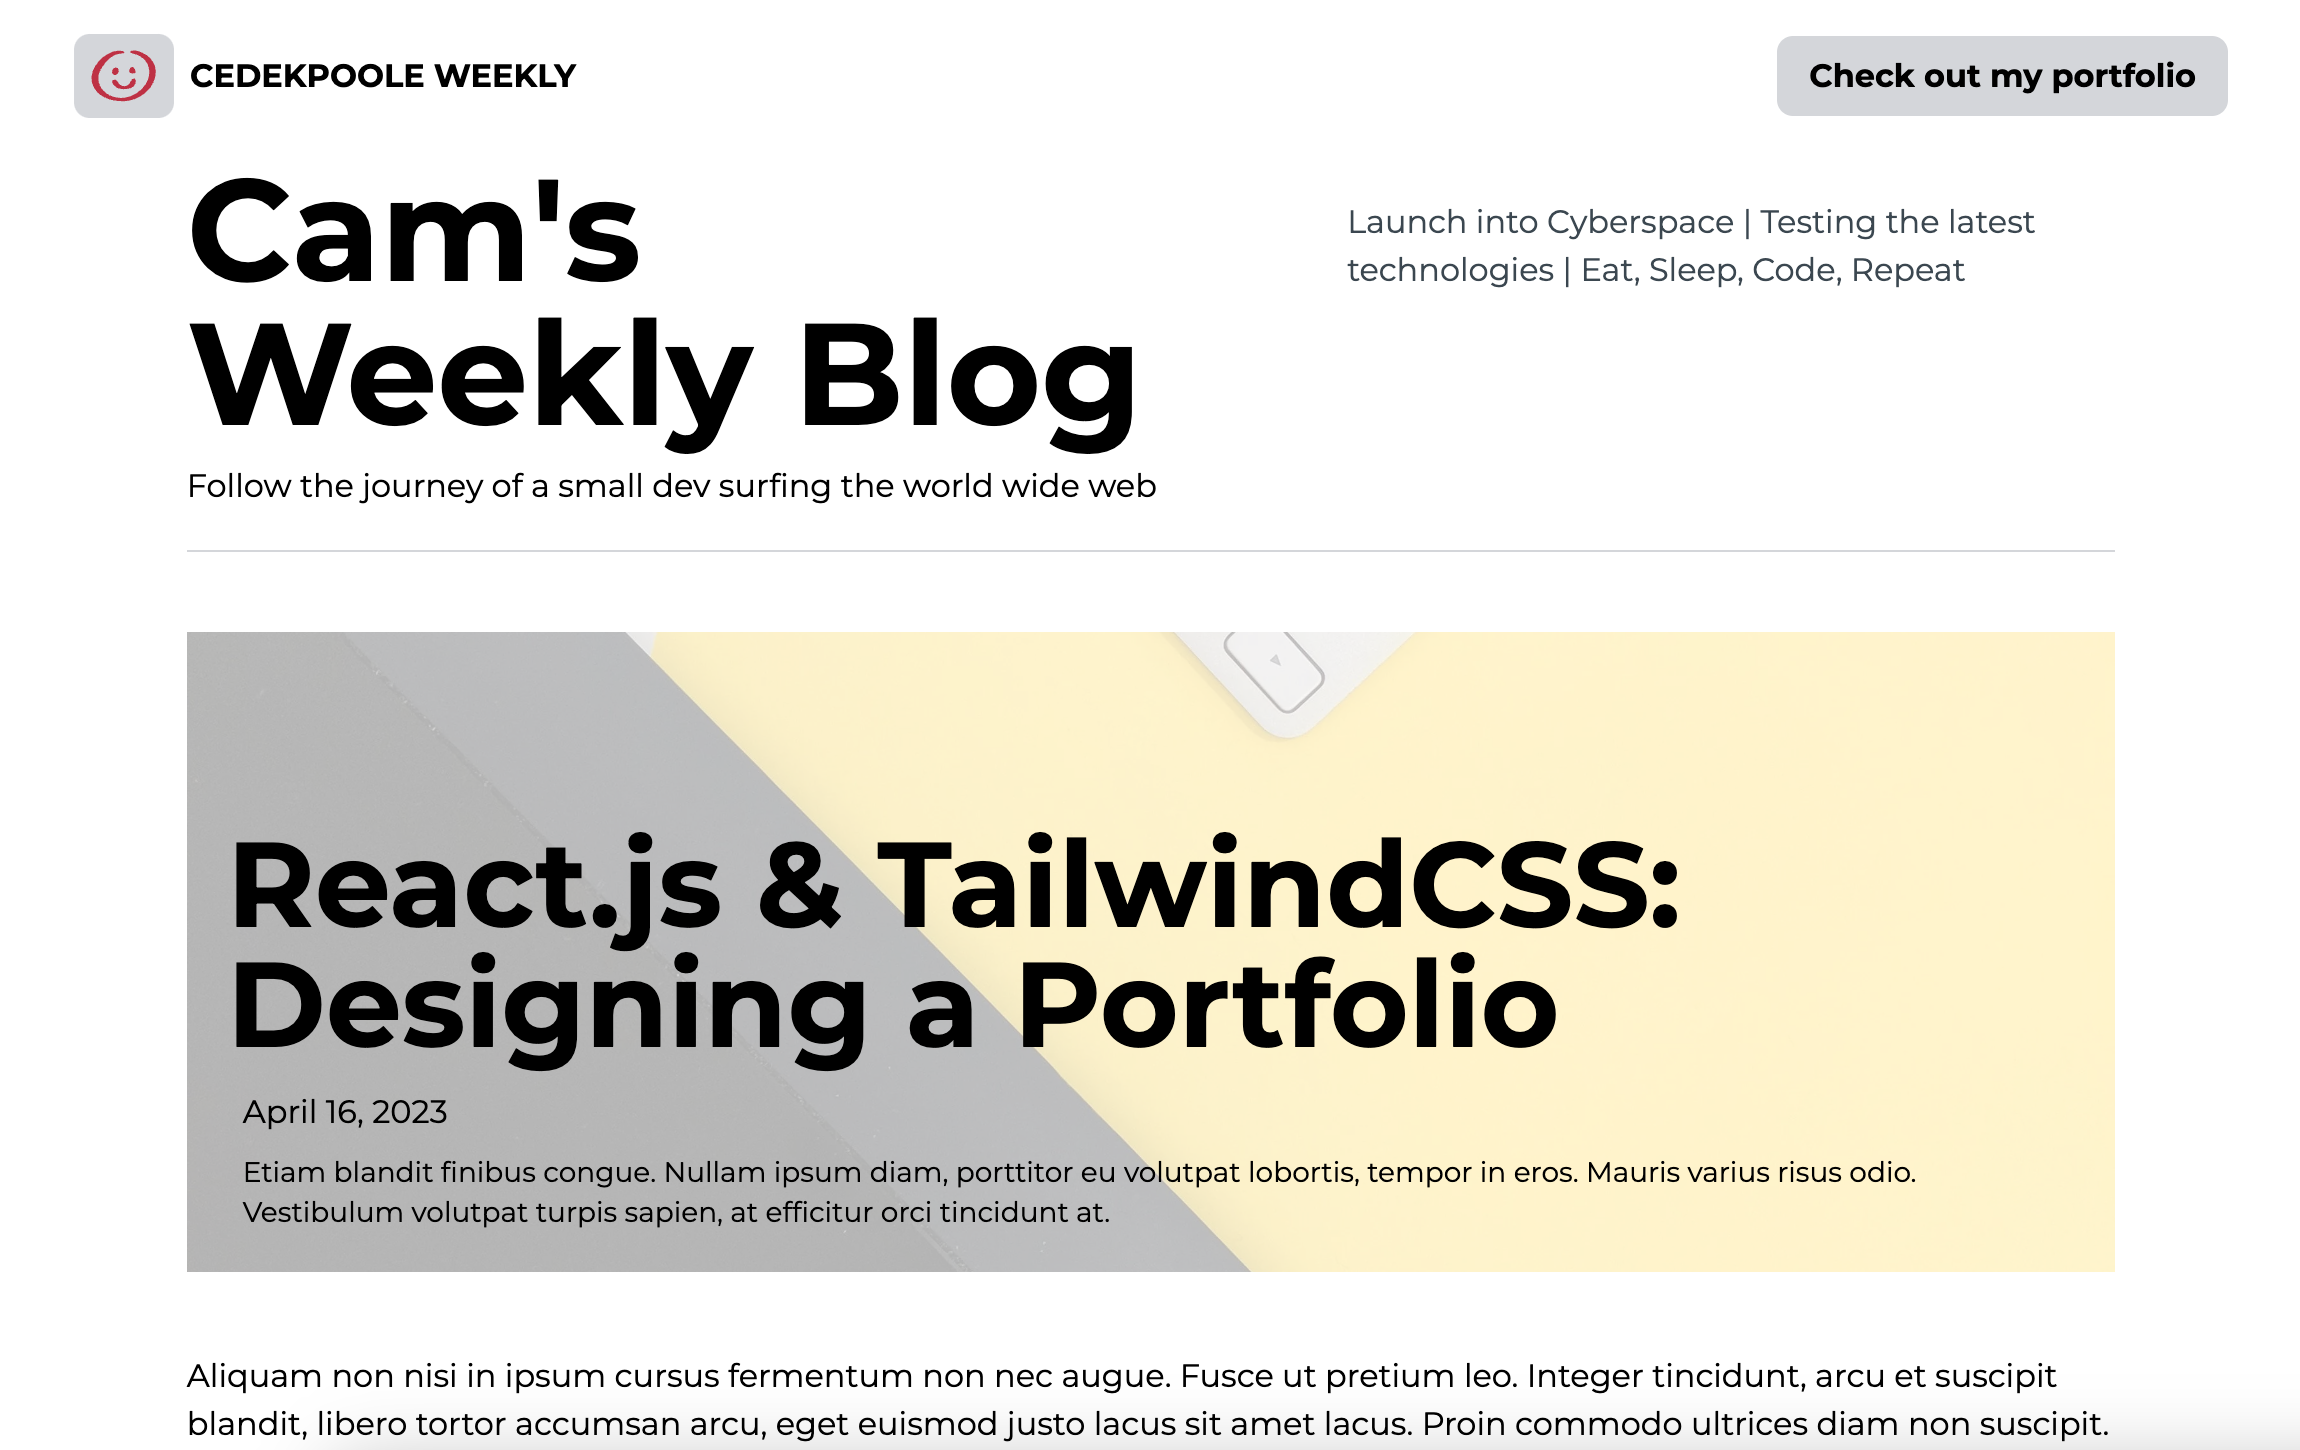 CEDEKPOOLE WEEKLY
Check out my portfolio
Cam's
Weekly Blog
Follow the journey of a small dev surfing the world wide web
Launch into Cyberspace | Testing the latest
technologies | Eat, Sleep, Code, Repeat
React.js & TailwindCSS:
Designing a Portfolio
April 16, 2023
Etiam blandit finibus congue. Nullam ipsum diam, porttitor eu volutpat lobortis, tempor in eros. Mauris varius risus odio.
Vestibulum volutpat turpis sapien, at efficitur orci tincidunt at.
Aliquam non nisi in ipsum cursus fermentum non nec augue. Fusce ut pretium leo. Integer tincidunt, arcu et suscipit
blandit, libero tortor accumsan arcu, eget euismod justo lacus sit amet lacus. Proin commodo ultrices diam non suscipit.